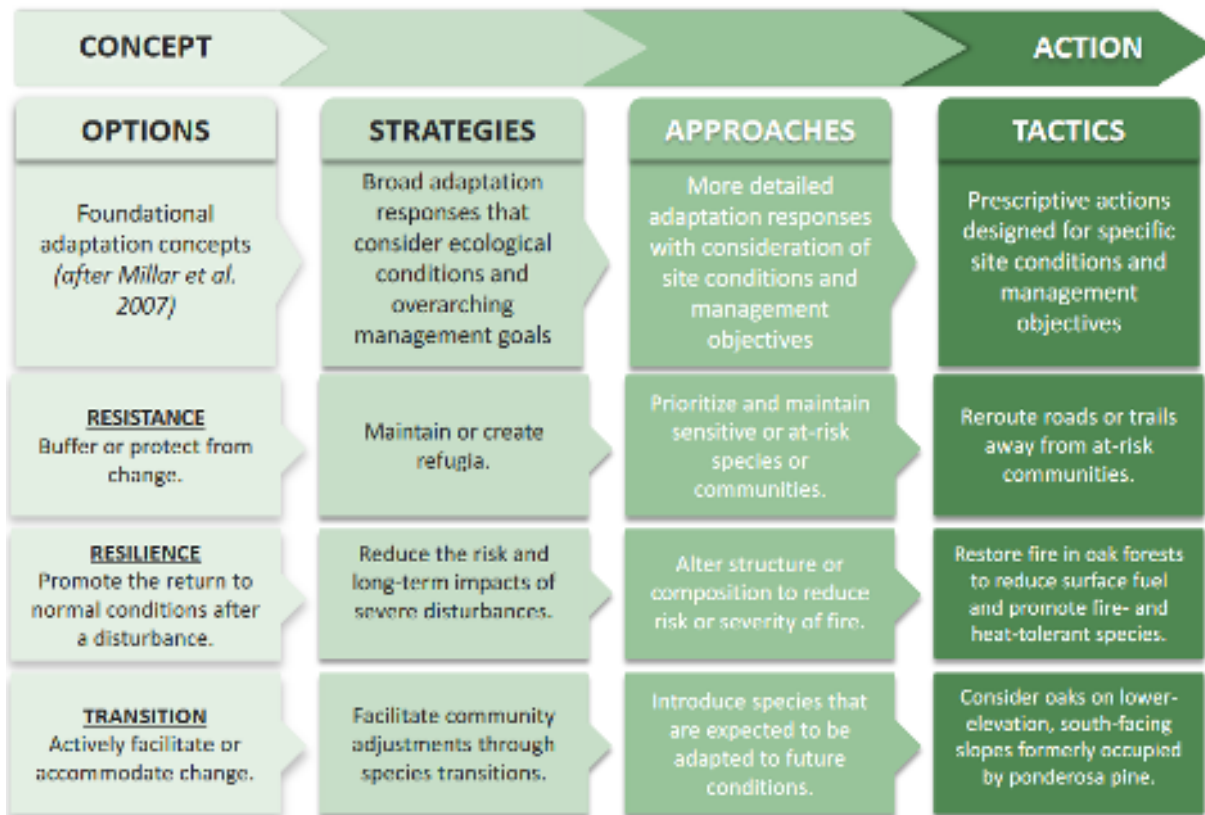 CONCEPT
ACTION
OPTIONS
STRATEGIES
APPROACHES
TACTICS
Foundational
adaptation concepts
(after Millar et al.
2007)
Broad adaptation
responses that
consider ecological
conditions and
overarching
management goals
More detailed
adaptation responses
with consideration of
site conditions and
management
objectives
Prescriptive actions
designed for specific
site conditions and
management
objectives
RESISTANCE
Buffer or protect from
change.
Maintain or create
refugia.
Prioritize and maintain
sensitive or at-risk
species or
communities.
Reroute roads or trails
away from at-risk
communities.
RESILIENCE
Promote the return to
normal conditions after
a disturbance.
Reduce the risk and
long-term impacts of
severe disturbances.
Alter structure or
composition to reduce
risk or severity of fire.
Restore fire in oak forests
to reduce surface fuel
and promote fire- and
heat-tolerant species.
TRANSITION
Actively facilitate or
accommodate change.
Facilitate community
adjustments through
species transitions.
Introduce species that
are expected to be
adapted to future
conditions.
Consider oaks on lower-
elevation, south-facing
slopes formerly occupied
by ponderosa pine.